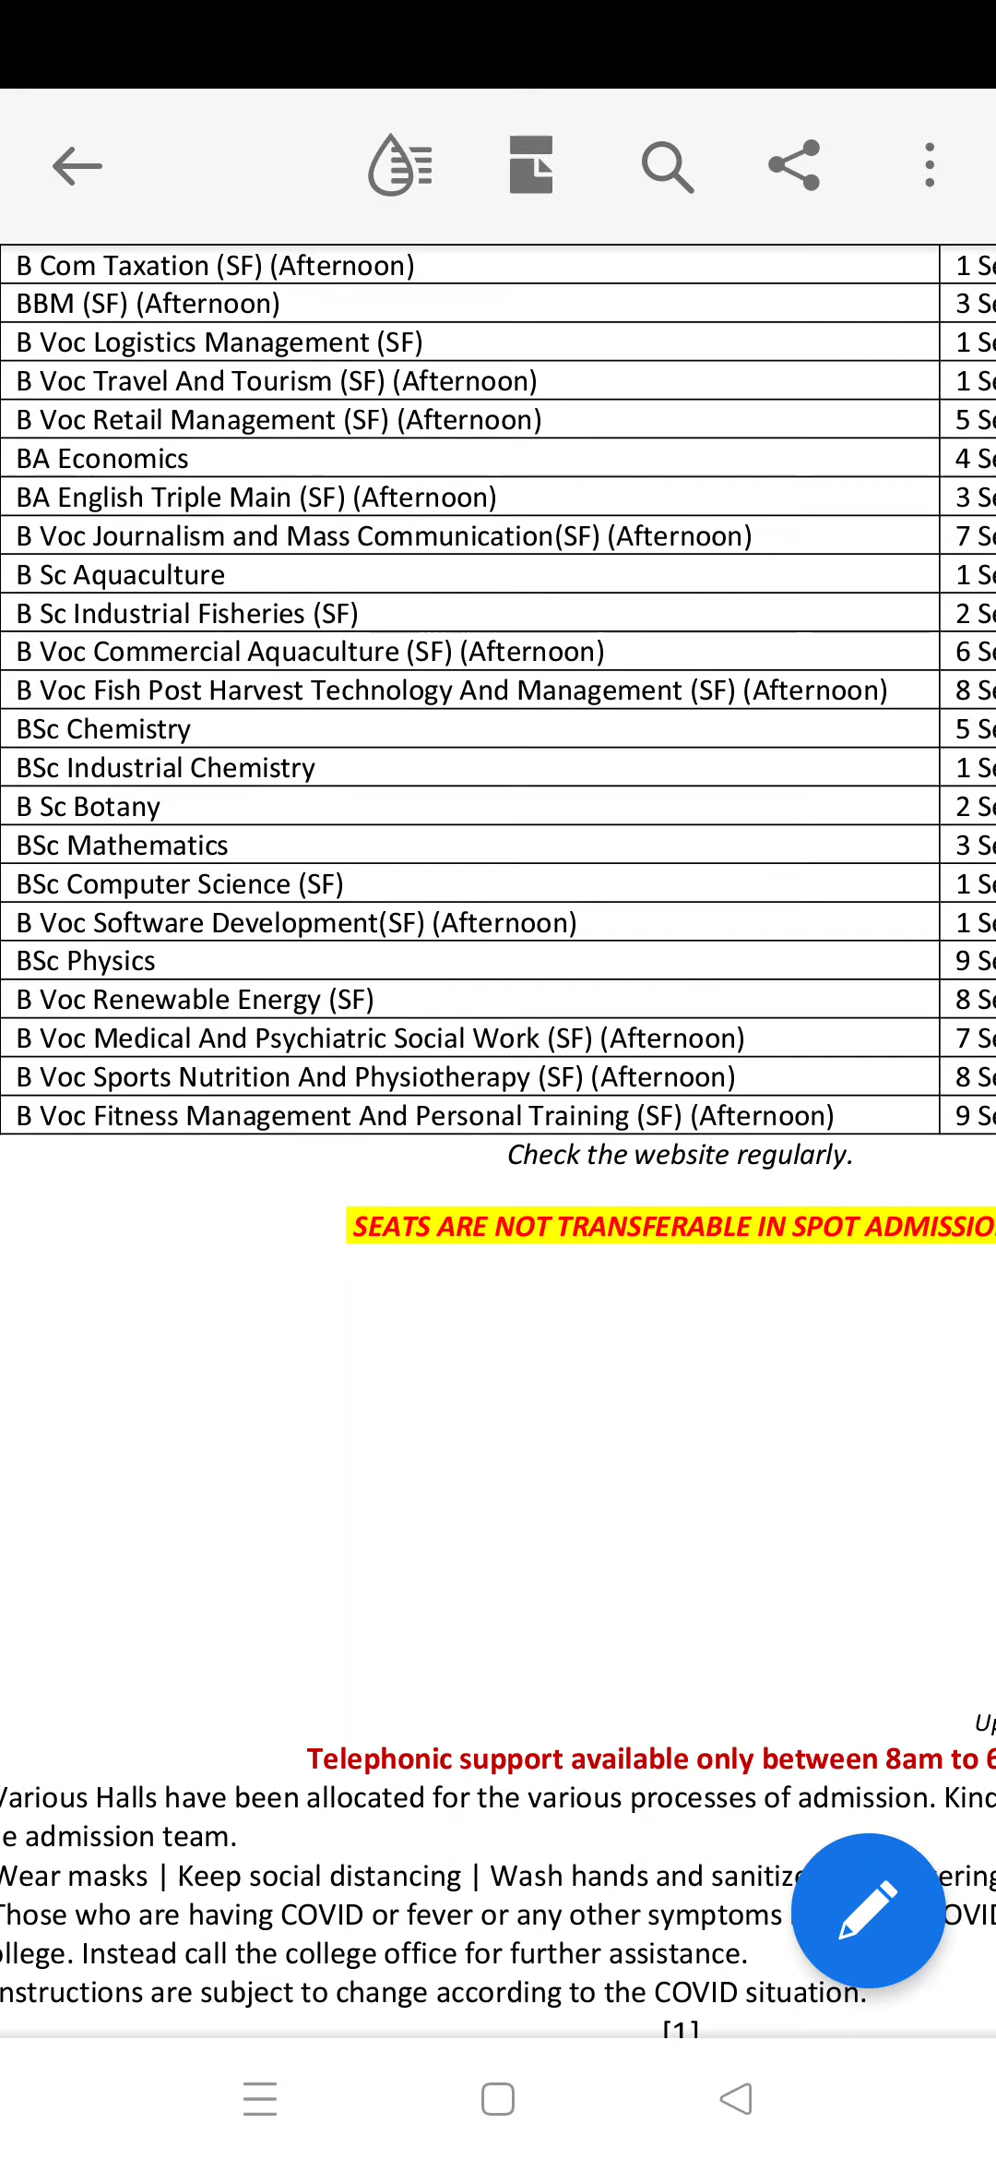 B Com Taxation (SF) (Afternoon) 1 Se
BBM (SF) (Afternoon) 3 Se
B Voc Logistics Management (SF) 1 Se
B Voc Travel And Tourism (SF) (Afternoon) 1 Se
B Voc Retail Management (SF) (Afternoon) 5 Se
BA Economics 4 Se
BA English Triple Main (SF) (Afternoon) 3 Se
B Voc Journalism and Mass Communication(SF) (Afternoon) 7 Se
B Sc Aquaculture 1 Se
B Sc Industrial Fisheries (SF) 2 Se
B Voc Commercial Aquaculture (SF) (Afternoon) 6 Se
B Voc Fish Post Harvest Technology And Management (SF) (Afternoon) 8 Se
BSc Chemistry 5 Se
BSc Industrial Chemistry 1 Se
B Sc Botany 2 Se
BSc Mathematics 3 Se
BSc Computer Science (SF) 1 Se
B Voc Software Development(SF) (Afternoon) 1 Se
BSc Physics 9 Se
B Voc Renewable Energy (SF) 8 Se
B Voc Medical And Psychiatric Social Work (SF) (Afternoon) 7 Se
B Voc Sports Nutrition And Physiotherapy (SF) (Afternoon) 8 Se
B Voc Fitness Management And Personal Training (SF) (Afternoon) 9 Se
Check the website regularly.
SEATS ARE NOT TRANSFERABLE IN SPOT ADMISSIO
Up
Telephonic support available only between 8am to 6
Various Halls have been allocated for the various processes of admission. Kind
e admission team.
Wear masks | Keep social distancing | Wash hands and sanitize ering
Those who are having COVID or fever or any other symptoms OVID
llege. Instead call the college office for further assistance.
nstructions are subject to change according to the COVID situation.
[1]